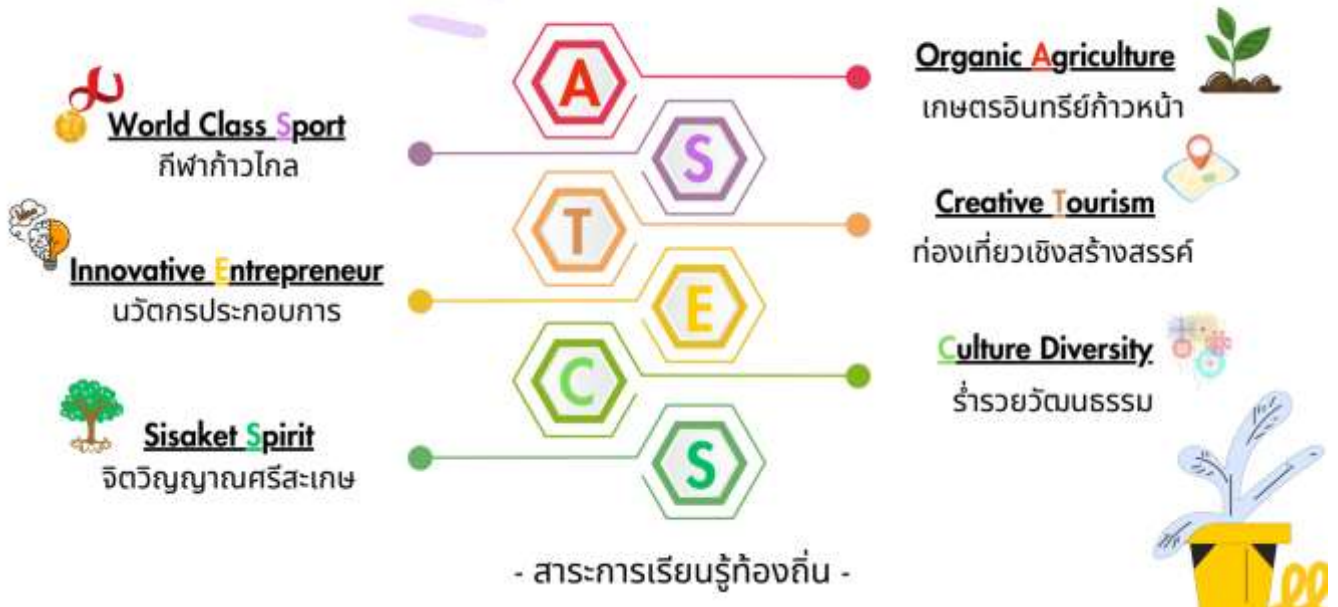 A
Organic Agriculture
เกษตรอินทรีย์ก้าวหน้า
World Class Sport
กีฬาก้าวไกล
S
T
Creative Tourism
ท่องเที่ยวเชิงสร้างสรรค์
Innovative Entrepreneur
นวัตกรประกอบการ
E
C
Culture Diversity
ร่ำรวยวัฒนธรรม
Sisaket Spirit
จิตวิญญาณศรีสะเกษ
S
- สาระการเรียนรู้ท้องถิ่น -